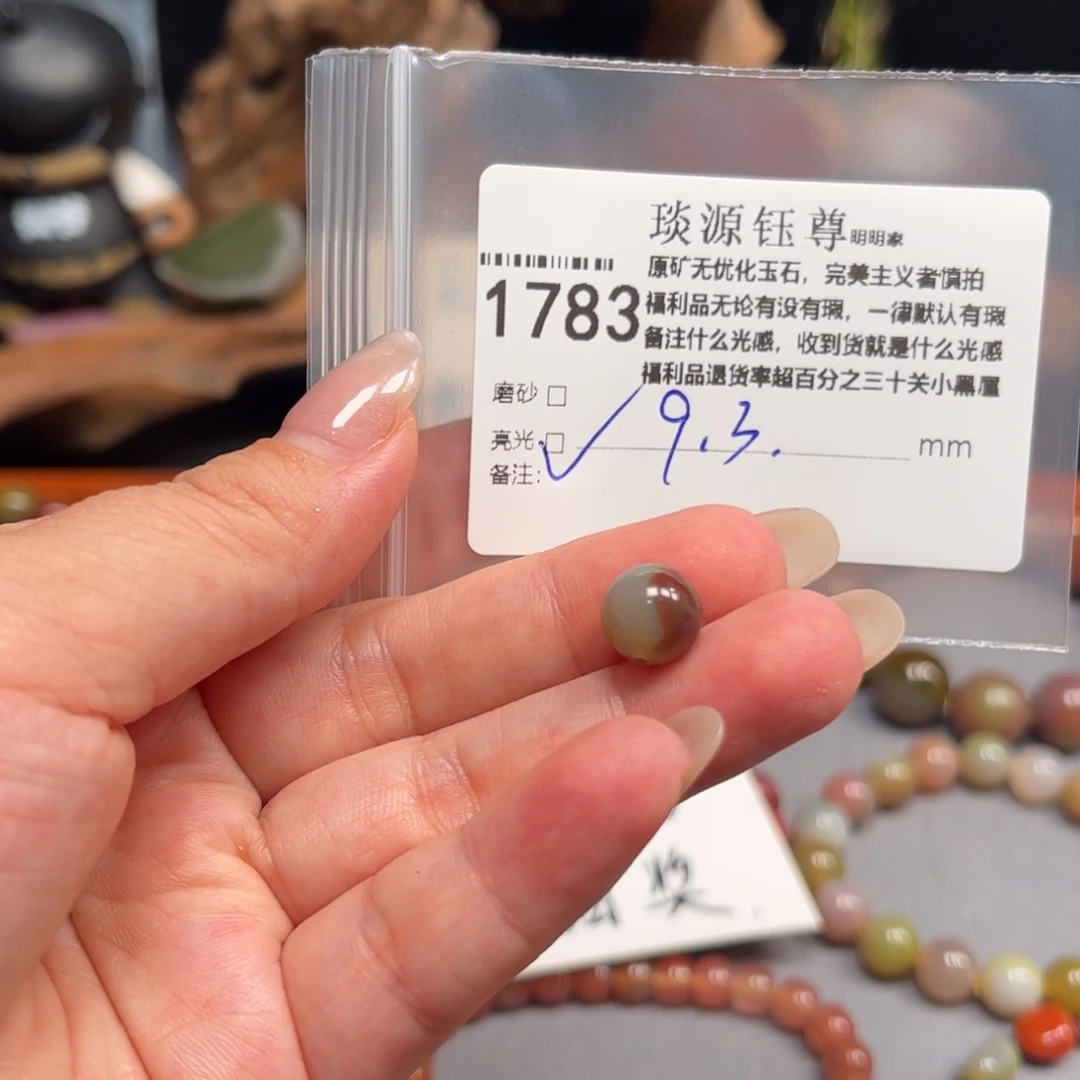 琰源钰尊明明家
原矿无优化玉石，完美主义者慎拍
1783
福利品无论有没有瑕，一律默认有瑕
备注什么光感，收到货就是什么光感
福利品退货率超百分之三十关小黑屋
磨砂 □
亮光 □ ✓ 9.3. mm
备注:
奖